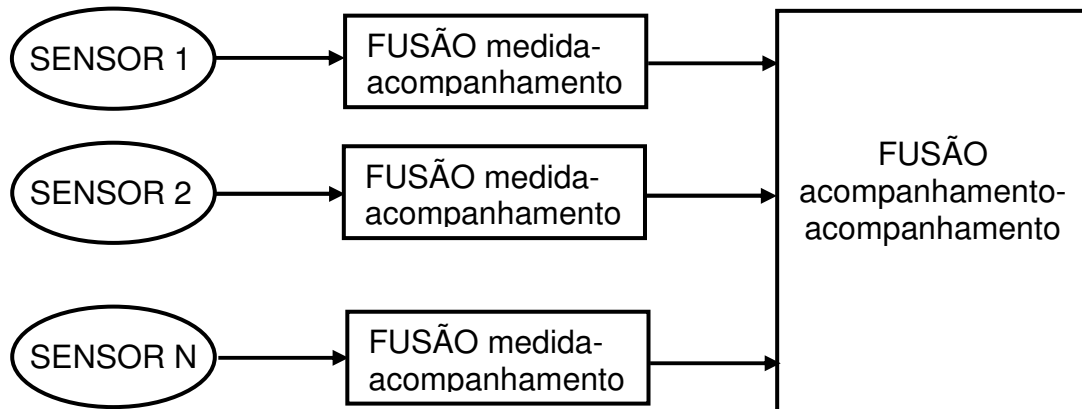 SENSOR 1
FUSÃO medida-
acompanhamento
SENSOR 2
FUSÃO medida-
acompanhamento
SENSOR N
FUSÃO medida-
acompanhamento
FUSÃO
acompanhamento-
acompanhamento